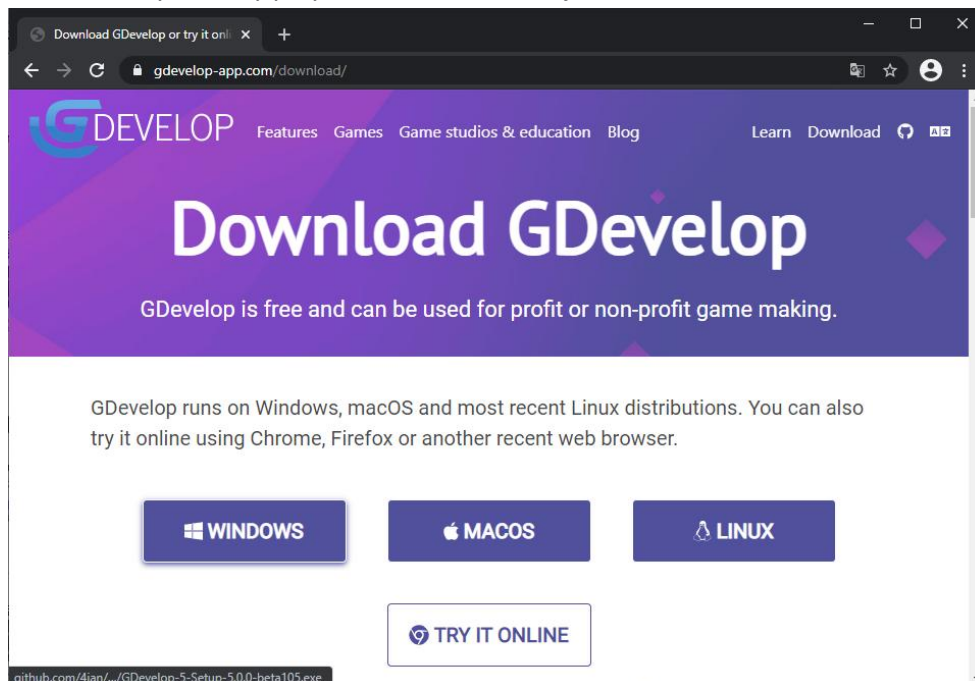 Download GDevelop or try it onli
gdevelop-app.com/download/
GDEVELOP Features Games Game studios & education Blog Learn Download
Download GDevelop
GDevelop is free and can be used for profit or non-profit game making.
GDevelop runs on Windows, macOS and most recent Linux distributions. You can also
try it online using Chrome, Firefox or another recent web browser.
WINDOWS MACOS LINUX
TRY IT ONLINE
github.com/4ian/.../GDevelop-5-Setup-5.0.0-beta105.exe